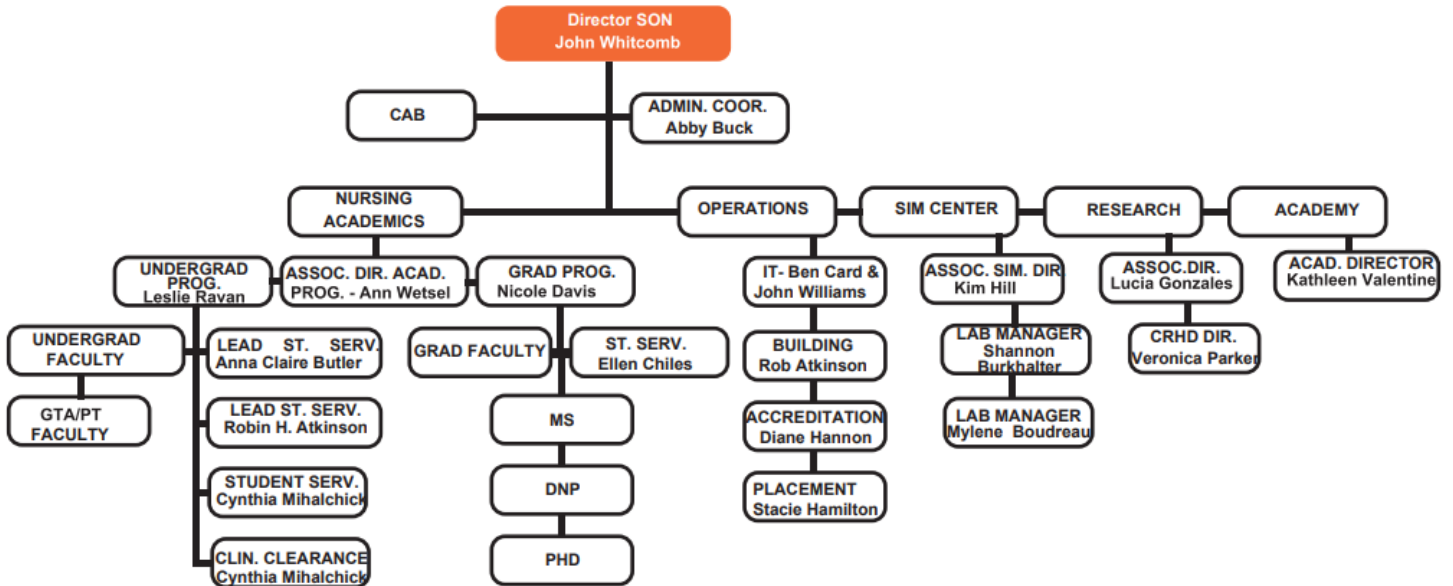 Director SON
John Whitcomb
CAB
ADMIN. COOR.
Abby Buck
NURSING
ACADEMICS
OPERATIONS
SIM CENTER
RESEARCH
ACADEMY
UNDERGRAD
PROG.
Leslie Ravan
ASSOC. DIR. ACAD.
PROG. - Ann Wetsel
GRAD PROG.
Nicole Davis
IT- Ben Card &
John Williams
ASSOC. SIM. DIR.
Kim Hill
ASSOC.DIR.
Lucia Gonzales
ACAD. DIRECTOR
Kathleen Valentine
UNDERGRAD
FACULTY
LEAD ST. SERV.
Anna Claire Butler
GRAD FACULTY
ST. SERV.
Ellen Chiles
BUILDING
Rob Atkinson
LAB MANAGER
Shannon
Burkhalter
CRHD DIR.
Veronica Parker
GTA/PT
FACULTY
LEAD ST. SERV.
Robin H. Atkinson
MS
ACCREDITATION
Diane Hannon
LAB MANAGER
Mylene Boudreau
STUDENT SERV.
Cynthia Mihalchick
DNP
PLACEMENT
Stacie Hamilton
CLIN. CLEARANCE
Cynthia Mihalchick
PHD